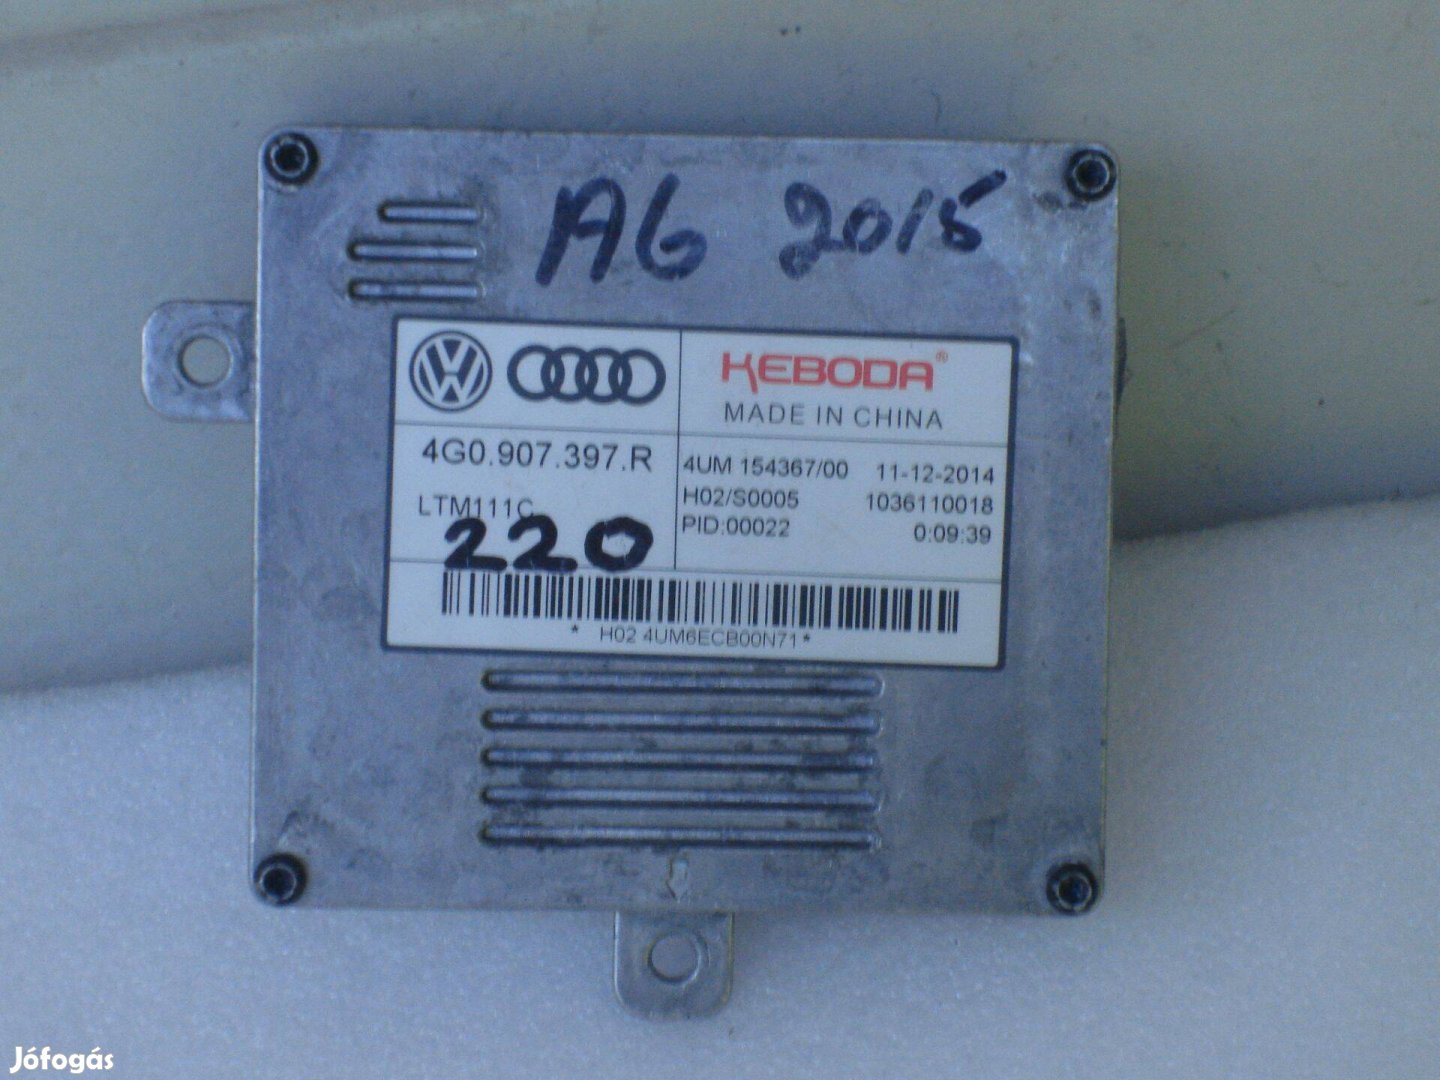 A6 2015
KEBODA®
MADE IN CHINA
4G0.907.397.R
LTM111C
220
4UM 154367/00 11-12-2014
H02/S0005 1036110018
PID:00022 0:09:39
* H02 4UM6ECB00N71*
Jófogás